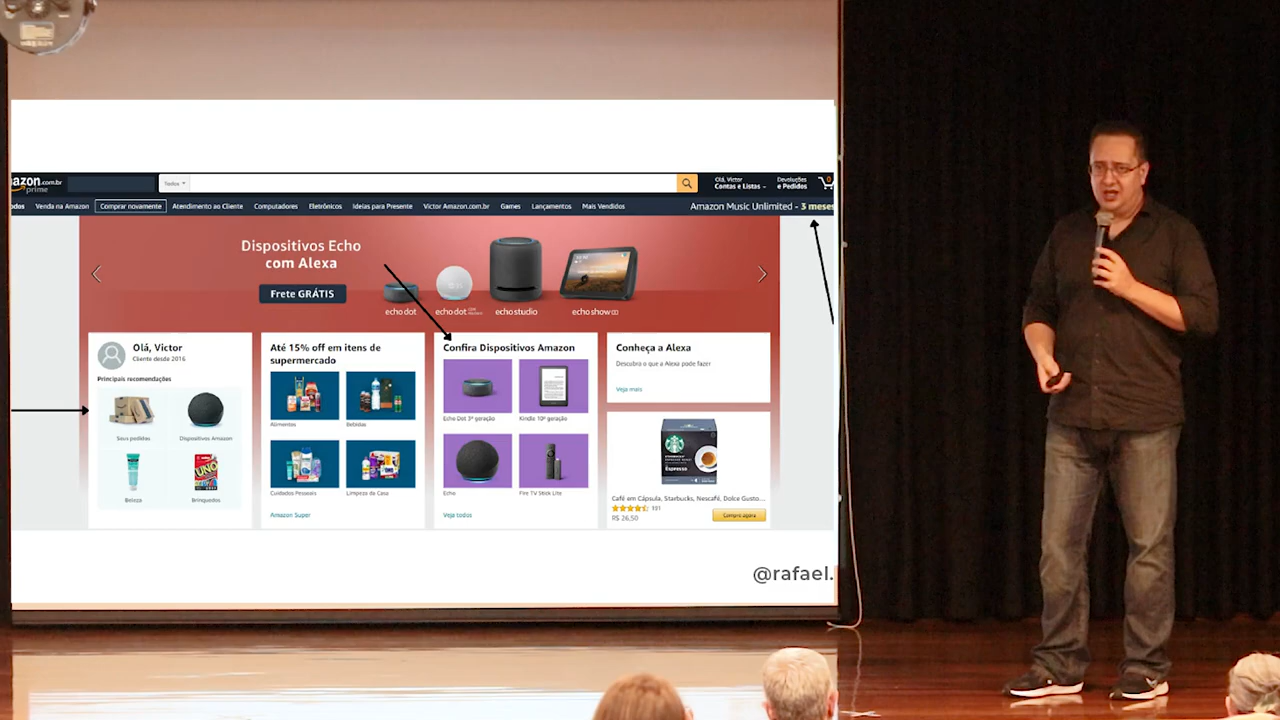 azon.com.br
prime
Todos
Olá, Victor
Contas e Listas
Devoluções
e Pedidos
0
odos
Venda na Amazon
Comprar novamente
Atendimento ao Cliente
Computadores
Eletrônicos
Ideias para Presente
Victor Amazon.com.br
Games
Lançamentos
Mais Vendidos
Amazon Music Unlimited - 3 meses
Dispositivos Echo
com Alexa
Frete GRÁTIS
echo dot
echo dot
echo studio
echo show
Olá, Victor
Cliente desde 2016
Principais recomendações
Seus pedidos
Dispositivos Amazon
Beleza
Brinquedos
Até 15% off em itens de
supermercado
Alimentos
Bebidas
Cuidados Pessoais
Limpeza da Casa
Amazon Super
Confira Dispositivos Amazon
Echo Dot 3ª geração
Kindle 10ª geração
Echo
Fire TV Stick Lite
Veja todos
Conheça a Alexa
Descubra o que a Alexa pode fazer
Veja mais
STARBUCKS
Espresso
UNO
Café em Cápsula, Starbucks, Nescafé, Dolce Gusto...
191
R$ 26,50
Compre agora
@rafael.